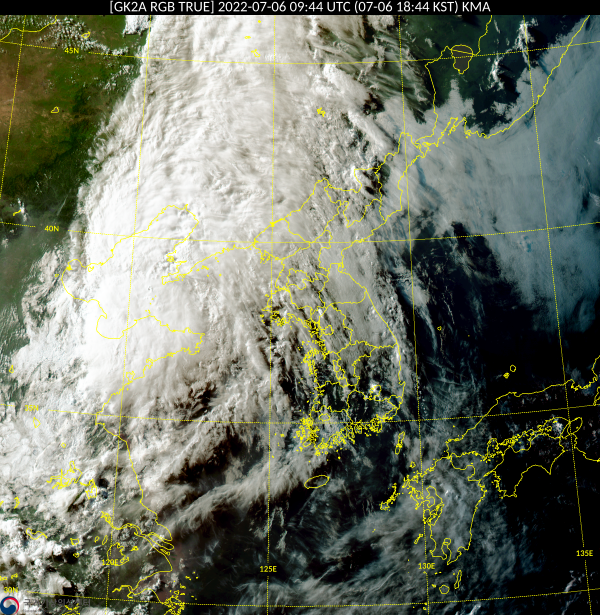 [GK2A RGB TRUE] 2022-07-06 09:44 UTC (07-06 18:44 KST) KMA
45N
40N
135E
120E
125E
130E
30N